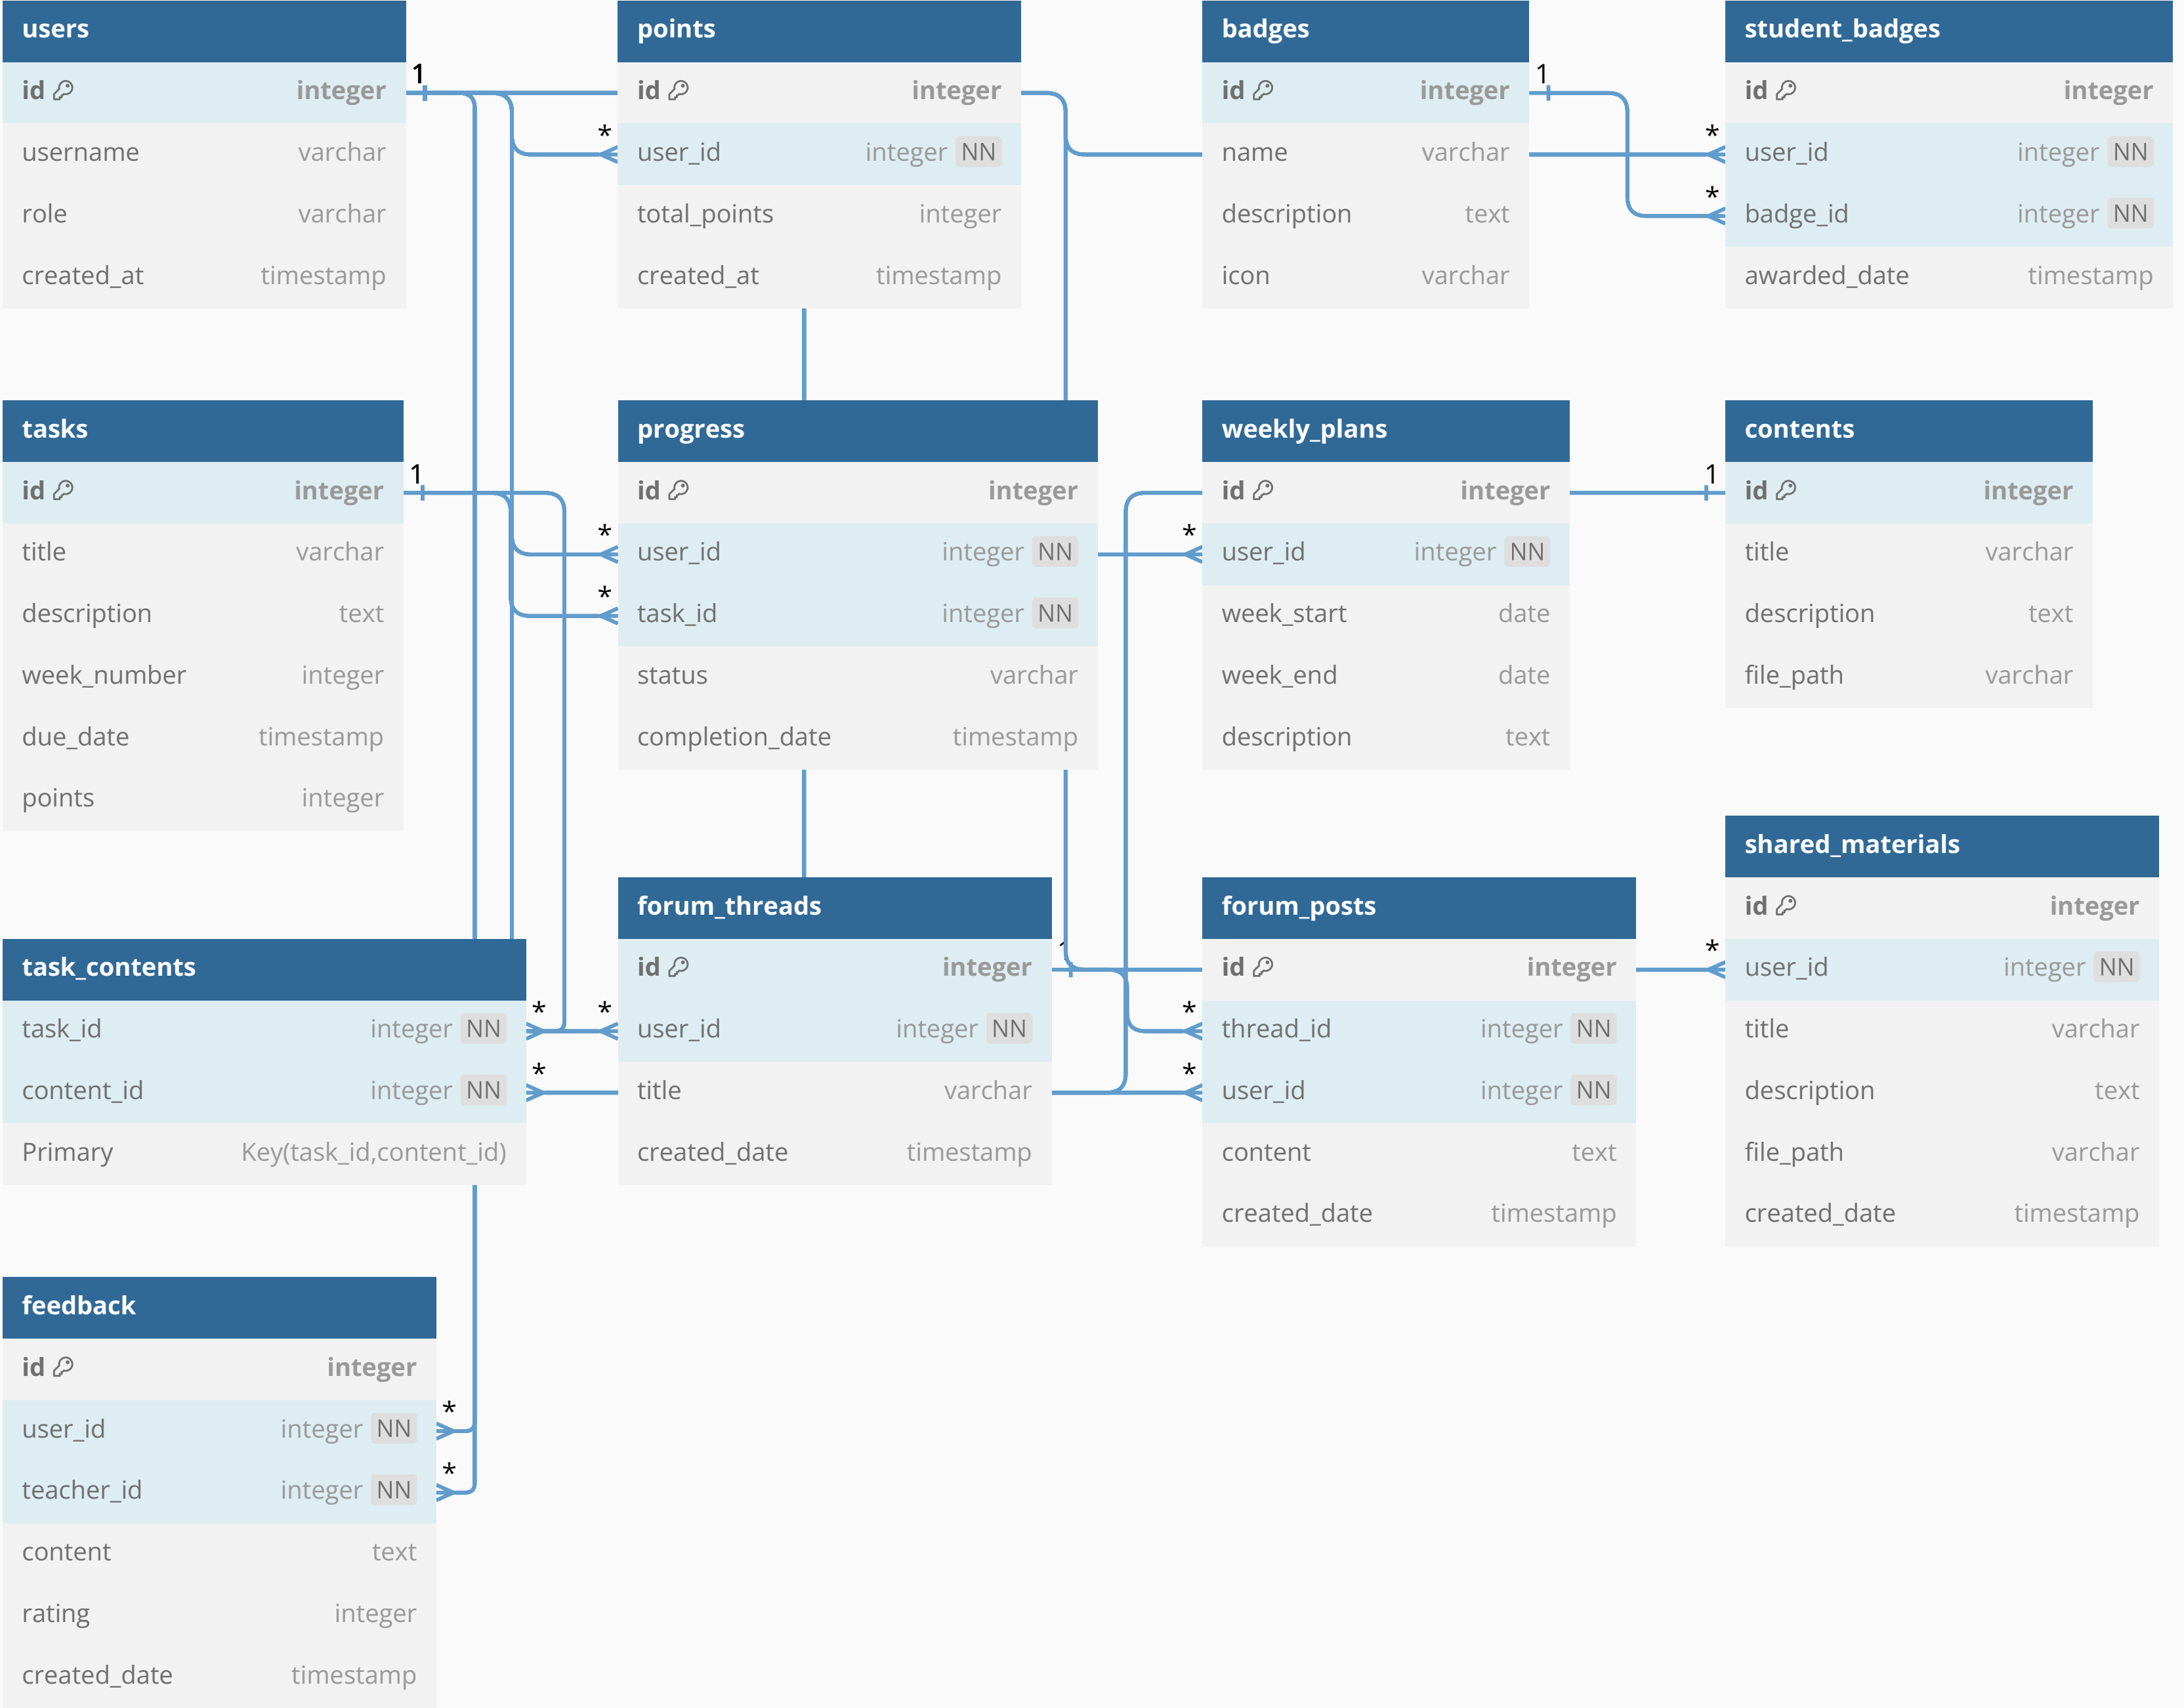 users
id integer
username varchar
role varchar
created_at timestamp
1
points
id integer
* user_id integer NN
total_points integer
created_at timestamp
badges
id integer
name varchar
description text
icon varchar
1
student_badges
id integer
* user_id integer NN
* badge_id integer NN
awarded_date timestamp
tasks
id integer
title varchar
description text
week_number integer
due_date timestamp
points integer
1
progress
id integer
* user_id integer NN
* task_id integer NN
status varchar
completion_date timestamp
weekly_plans
id integer
* user_id integer NN
week_start date
week_end date
description text
contents
1 id integer
title varchar
description text
file_path varchar
task_contents
task_id integer NN *
content_id integer NN *
Primary Key(task_id,content_id)
forum_threads
id integer
* user_id integer NN
title varchar
created_date timestamp
forum_posts
id integer
* thread_id integer NN
* user_id integer NN
content text
created_date timestamp
shared_materials
id integer
* user_id integer NN
title varchar
description text
file_path varchar
created_date timestamp
feedback
id integer
user_id integer NN *
teacher_id integer NN *
content text
rating integer
created_date timestamp